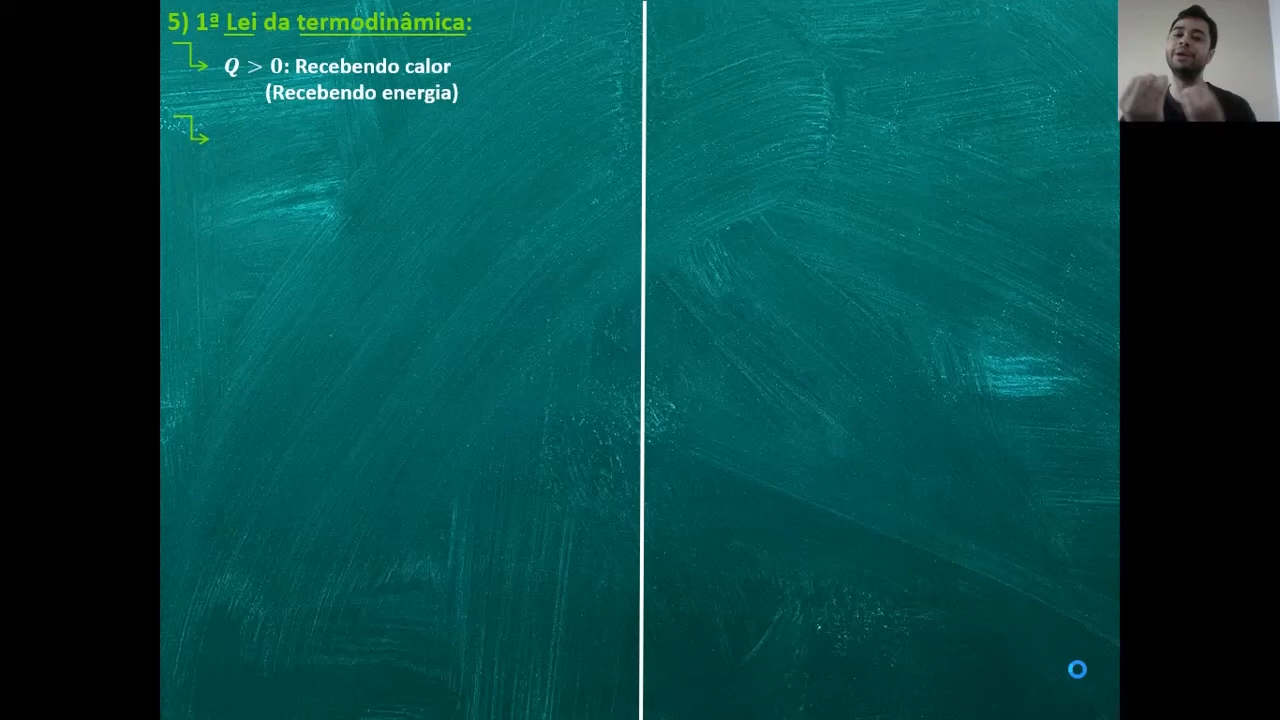 5) 1ª Lei da termodinâmica:
Q > 0: Recebendo calor
(Recebendo energia)